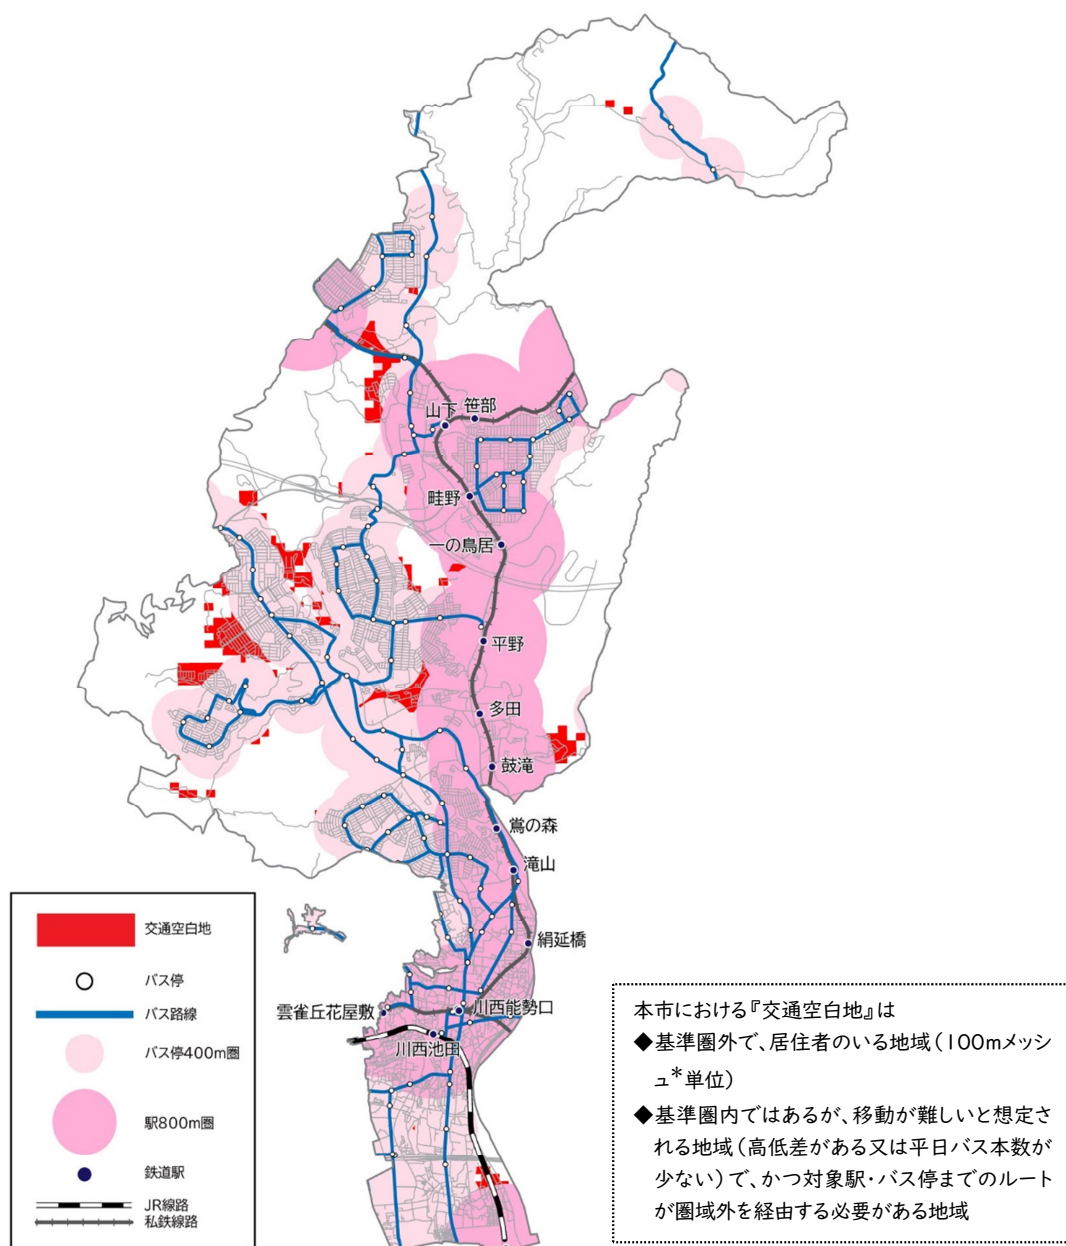 山下
笹部
畦野
一の鳥居
平野
多田
鼓滝
鴬の森
滝山
絹延橋
雲雀丘花屋敷
川西能勢口
川西池田
交通空白地
バス停
バス路線
バス停400m圏
駅800m圏
鉄道駅
JR線路
私鉄線路
本市における『交通空白地』は
◆基準圏外で、居住者のいる地域(100mメッシ
ュ*単位)
◆基準圏内ではあるが、移動が難しいと想定さ
れる地域(高低差がある又は平日バス本数が
少ない)で、かつ対象駅・バス停までのルート
が圏域外を経由する必要がある地域